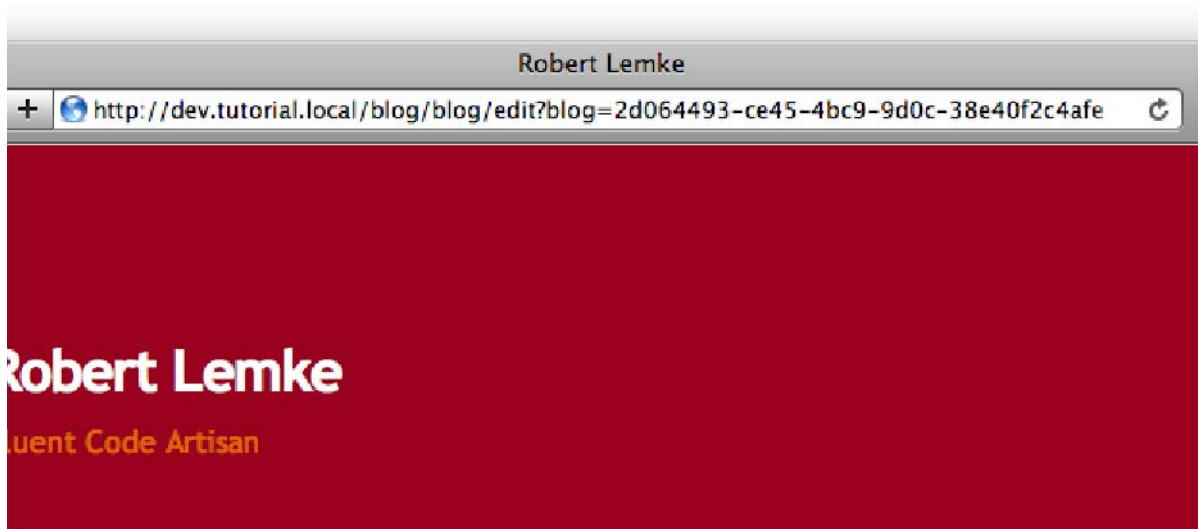 Robert Lemke
+ http://dev.tutorial.local/blog/blog/edit?blog=2d064493-ce45-4bc9-9d0c-38e40f2c4afe
Robert Lemke
luent Code Artisan